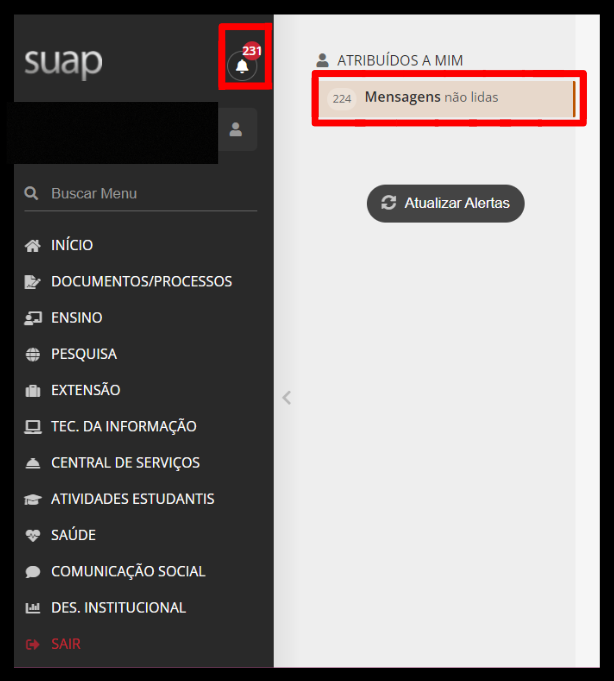 suap
231
Buscar Menu
INÍCIO
DOCUMENTOS/PROCESSOS
ENSINO
PESQUISA
EXTENSÃO
TEC. DA INFORMAÇÃO
CENTRAL DE SERVIÇOS
ATIVIDADES ESTUDANTIS
SAÚDE
COMUNICAÇÃO SOCIAL
DES. INSTITUCIONAL
SAIR
ATRIBUÍDOS A MIM
224 Mensagens não lidas
Atualizar Alertas